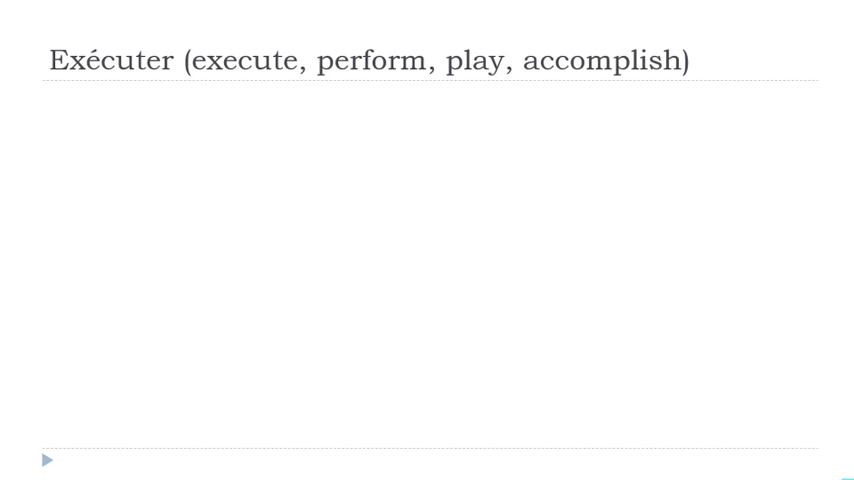 Exécuter (execute, perform, play, accomplish)